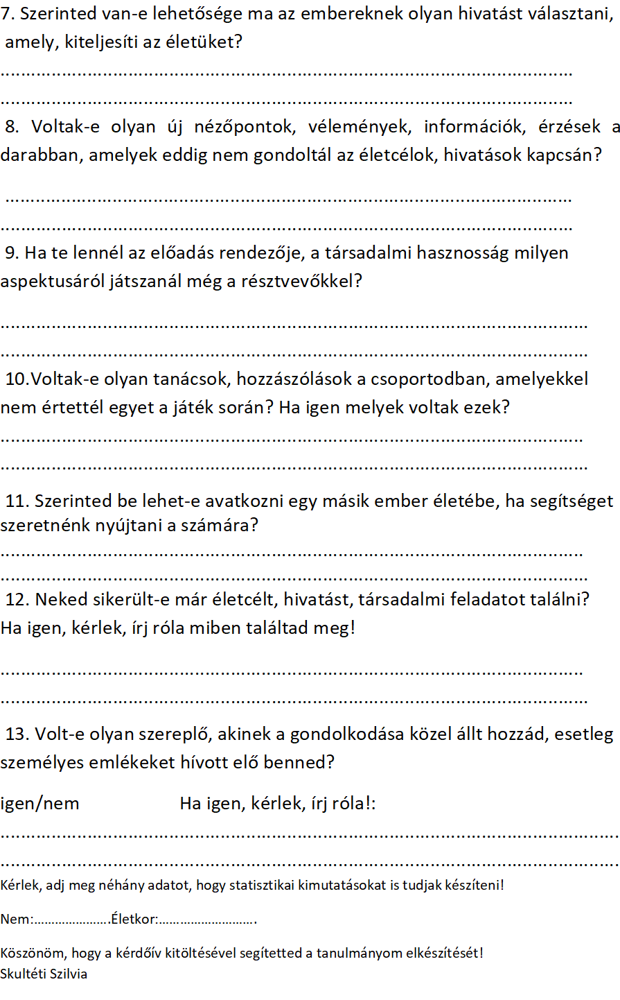 7. Szerinted van-e lehetősége ma az embereknek olyan hivatást választani,
amely, kiteljesíti az életüket?
................................................................................................................
................................................................................................................
8. Voltak-e olyan új nézőpontok, vélemények, információk, érzések a
darabban, amelyek eddig nem gondoltál az életcélok, hivatások kapcsán?
................................................................................................................
................................................................................................................
9. Ha te lennél az előadás rendezője, a társadalmi hasznosság milyen
aspektusáról játszanál még a résztvevőkkel?
................................................................................................................
................................................................................................................
10.Voltak-e olyan tanácsok, hozzászólások a csoportodban, amelyekkel
nem értettél egyet a játék során? Ha igen melyek voltak ezek?
................................................................................................................
................................................................................................................
11. Szerinted be lehet-e avatkozni egy másik ember életébe, ha segítséget
szeretnénk nyújtani a számára?
................................................................................................................
................................................................................................................
12. Neked sikerült-e már életcélt, hivatást, társadalmi feladatot találni?
Ha igen, kérlek, írj róla miben találtad meg!
................................................................................................................
................................................................................................................
13. Volt-e olyan szereplő, akinek a gondolkodása közel állt hozzád, esetleg
személyes emlékeket hívott elő benned?
igen/nem Ha igen, kérlek, írj róla!:
................................................................................................................
................................................................................................................
Kérlek, adj meg néhány adatot, hogy statisztikai kimutatásokat is tudjak készíteni!
Nem:………………….Életkor:……………………….
Köszönöm, hogy a kérdőív kitöltésével segítetted a tanulmányom elkészítését!
Skultéti Szilvia